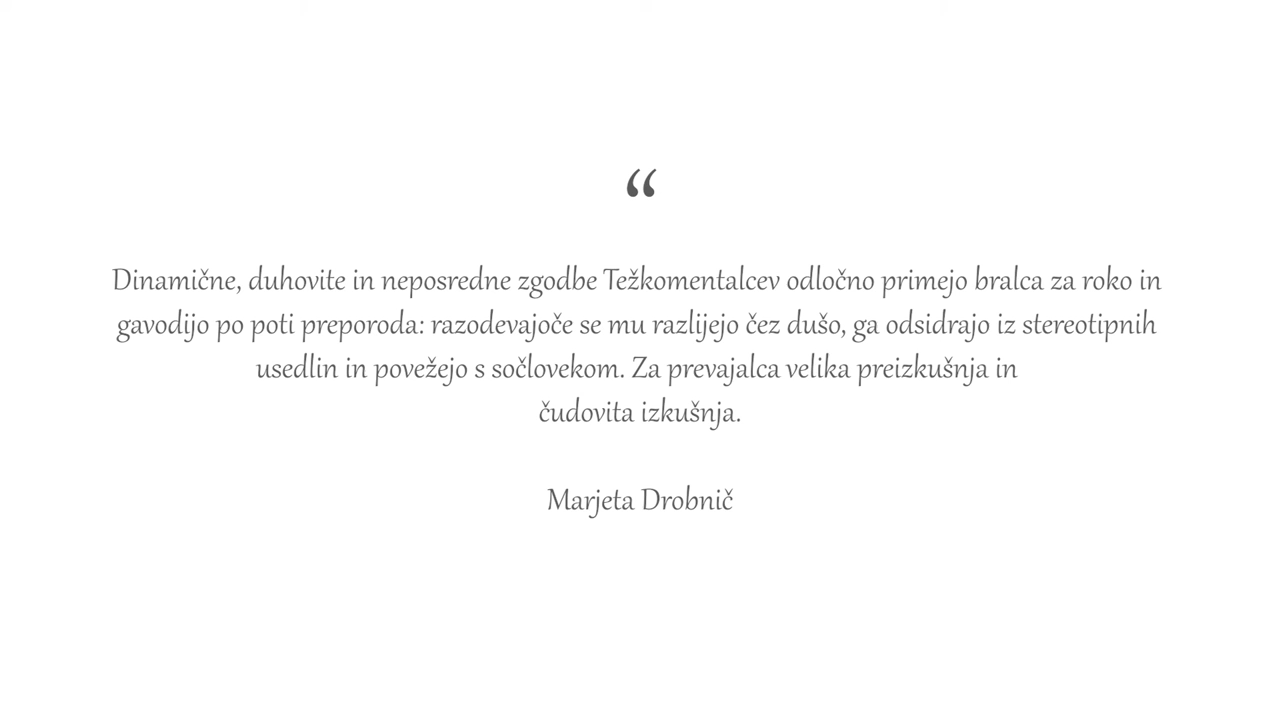 “
Dinamične, duhovite in neposredne zgodbe Težkomentalcev odločno primejo bralca za roko in
gavodijo po poti preporoda: razodevajoče se mu razlijejo čez dušo, ga odsidrajo iz stereotipnih
usedlin in povežejo s sočlovekom. Za prevajalca velika preizkušnja in
čudovita izkušnja.
Marjeta Drobnič